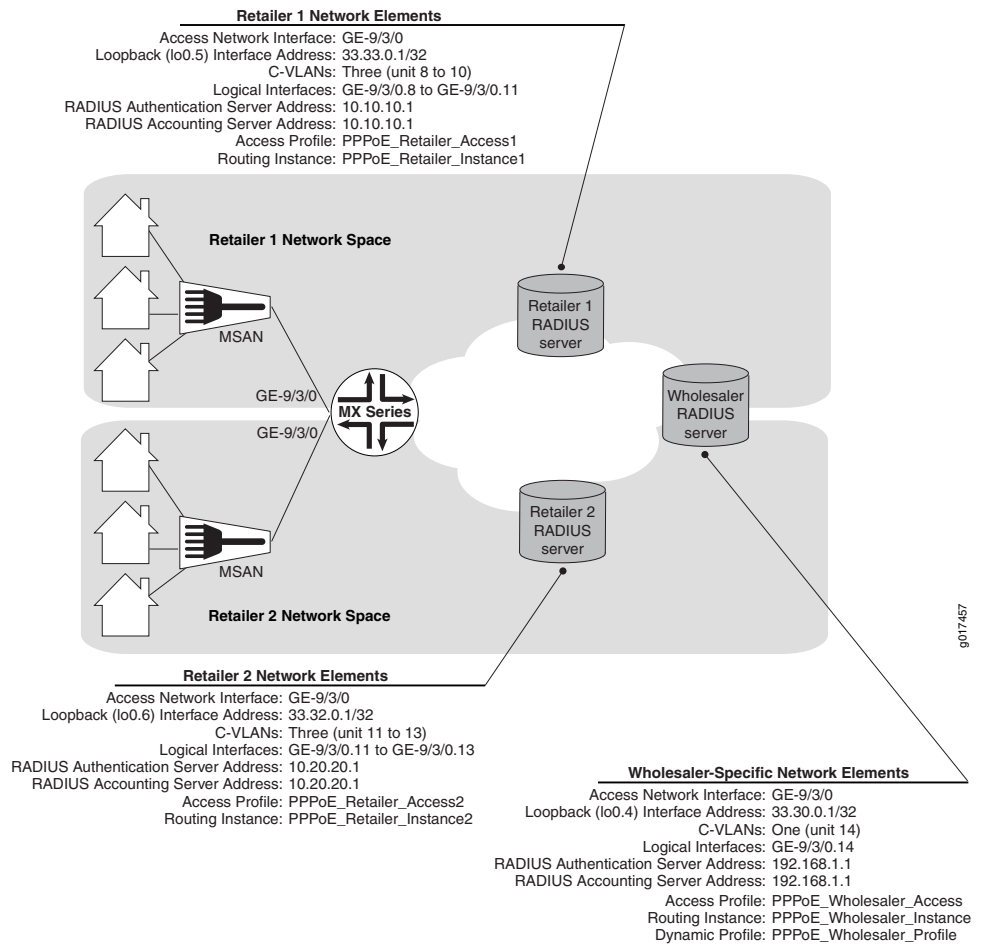 Retailer 1 Network Elements
Access Network Interface: GE-9/3/0
Loopback (lo0.5) Interface Address: 33.33.0.1/32
C-VLANs: Three (unit 8 to 10)
Logical Interfaces: GE-9/3/0.8 to GE-9/3/0.11
RADIUS Authentication Server Address: 10.10.10.1
RADIUS Accounting Server Address: 10.10.10.1
Access Profile: PPPoE_Retailer_Access1
Routing Instance: PPPoE_Retailer_Instance1
Retailer 1 Network Space
Retailer 1
RADIUS
server
MSAN
GE-9/3/0
MX Series
GE-9/3/0
Wholesaler
RADIUS
server
Retailer 2
RADIUS
server
MSAN
Retailer 2 Network Space
g017457
Retailer 2 Network Elements
Access Network Interface: GE-9/3/0
Loopback (lo0.6) Interface Address: 33.32.0.1/32
C-VLANs: Three (unit 11 to 13)
Logical Interfaces: GE-9/3/0.11 to GE-9/3/0.13
RADIUS Authentication Server Address: 10.20.20.1
RADIUS Accounting Server Address: 10.20.20.1
Access Profile: PPPoE_Retailer_Access2
Routing Instance: PPPoE_Retailer_Instance2
Wholesaler-Specific Network Elements
Access Network Interface: GE-9/3/0
Loopback (lo0.4) Interface Address: 33.30.0.1/32
C-VLANs: One (unit 14)
Logical Interfaces: GE-9/3/0.14
RADIUS Authentication Server Address: 192.168.1.1
RADIUS Accounting Server Address: 192.168.1.1
Access Profile: PPPoE_Wholesaler_Access
Routing Instance: PPPoE_Wholesaler_Instance
Dynamic Profile: PPPoE_Wholesaler_Profile